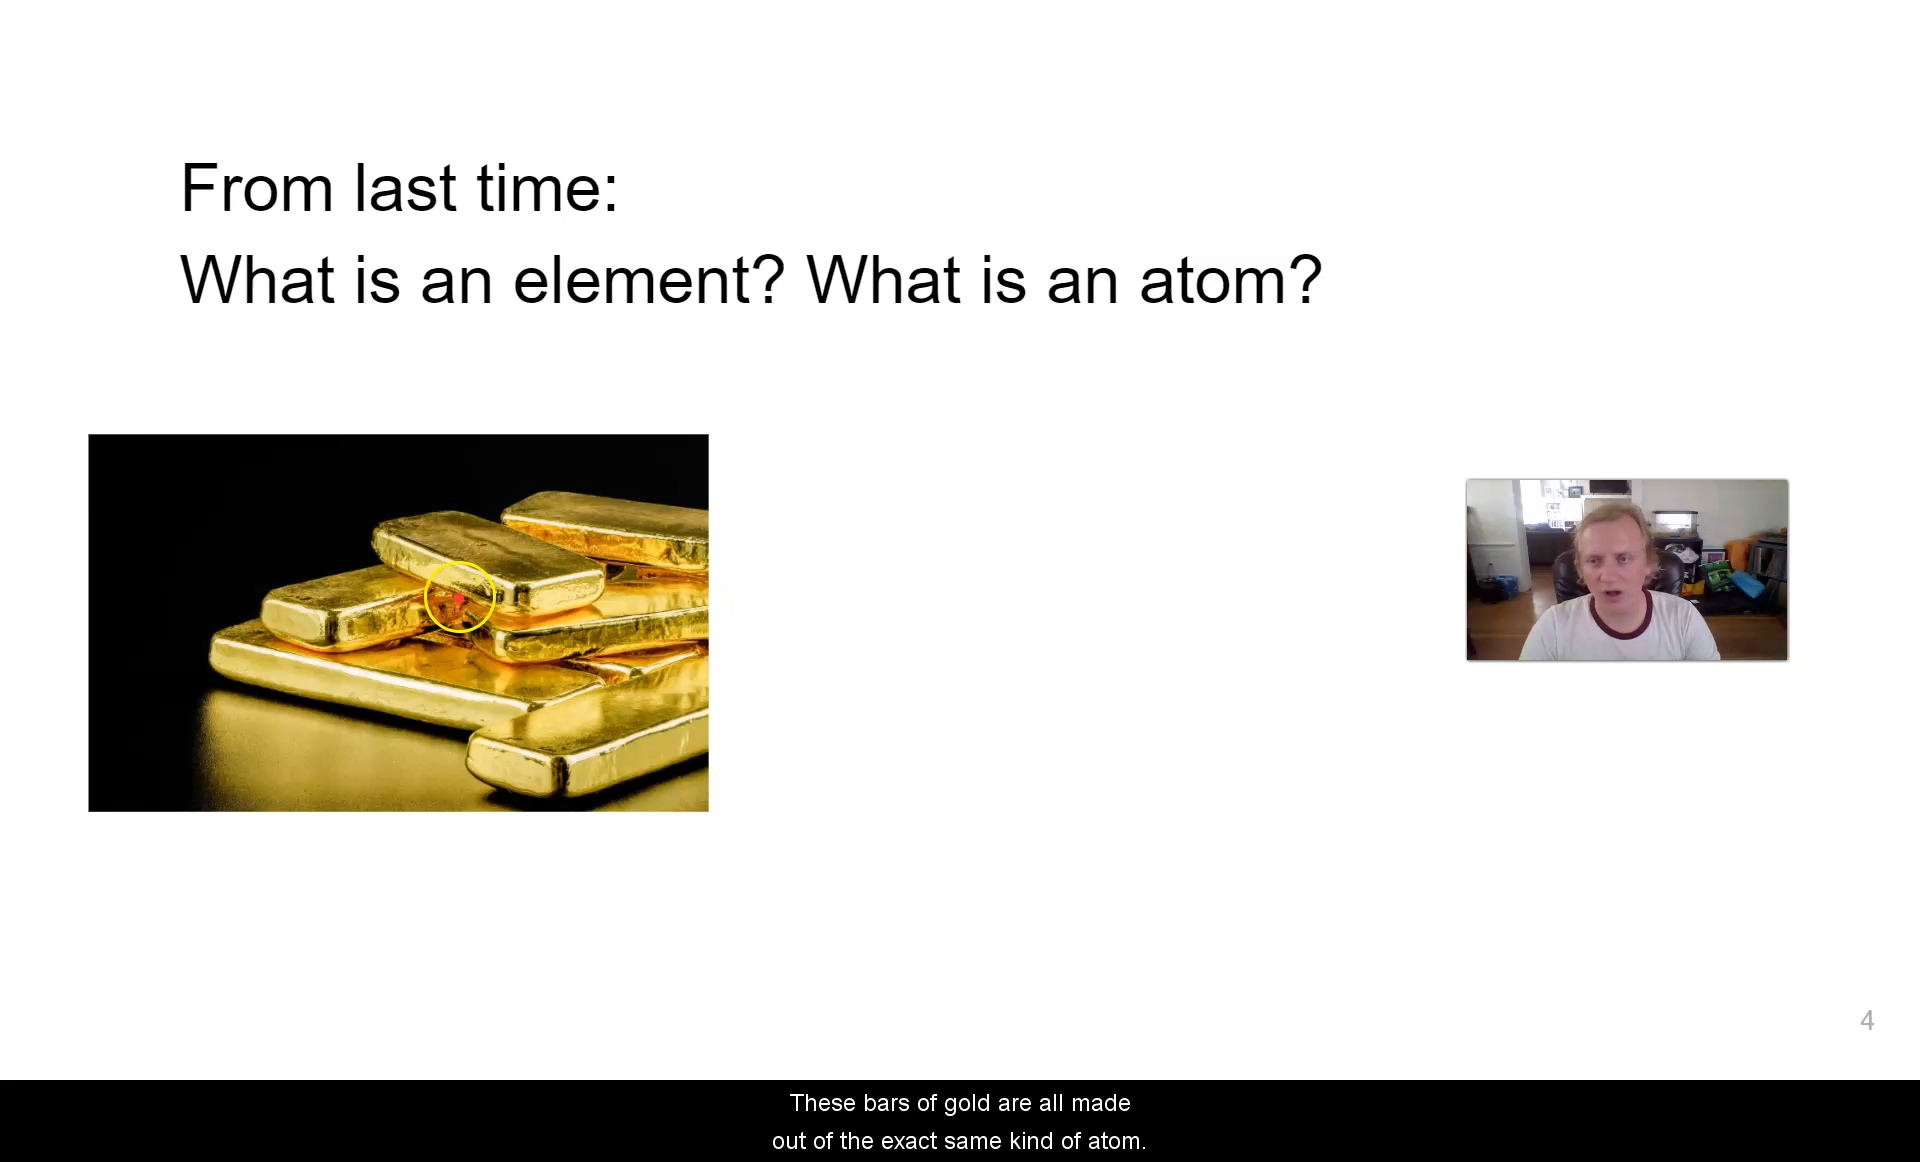 From last time:
What is an element? What is an atom?
4
These bars of gold are all made
out of the exact same kind of atom.